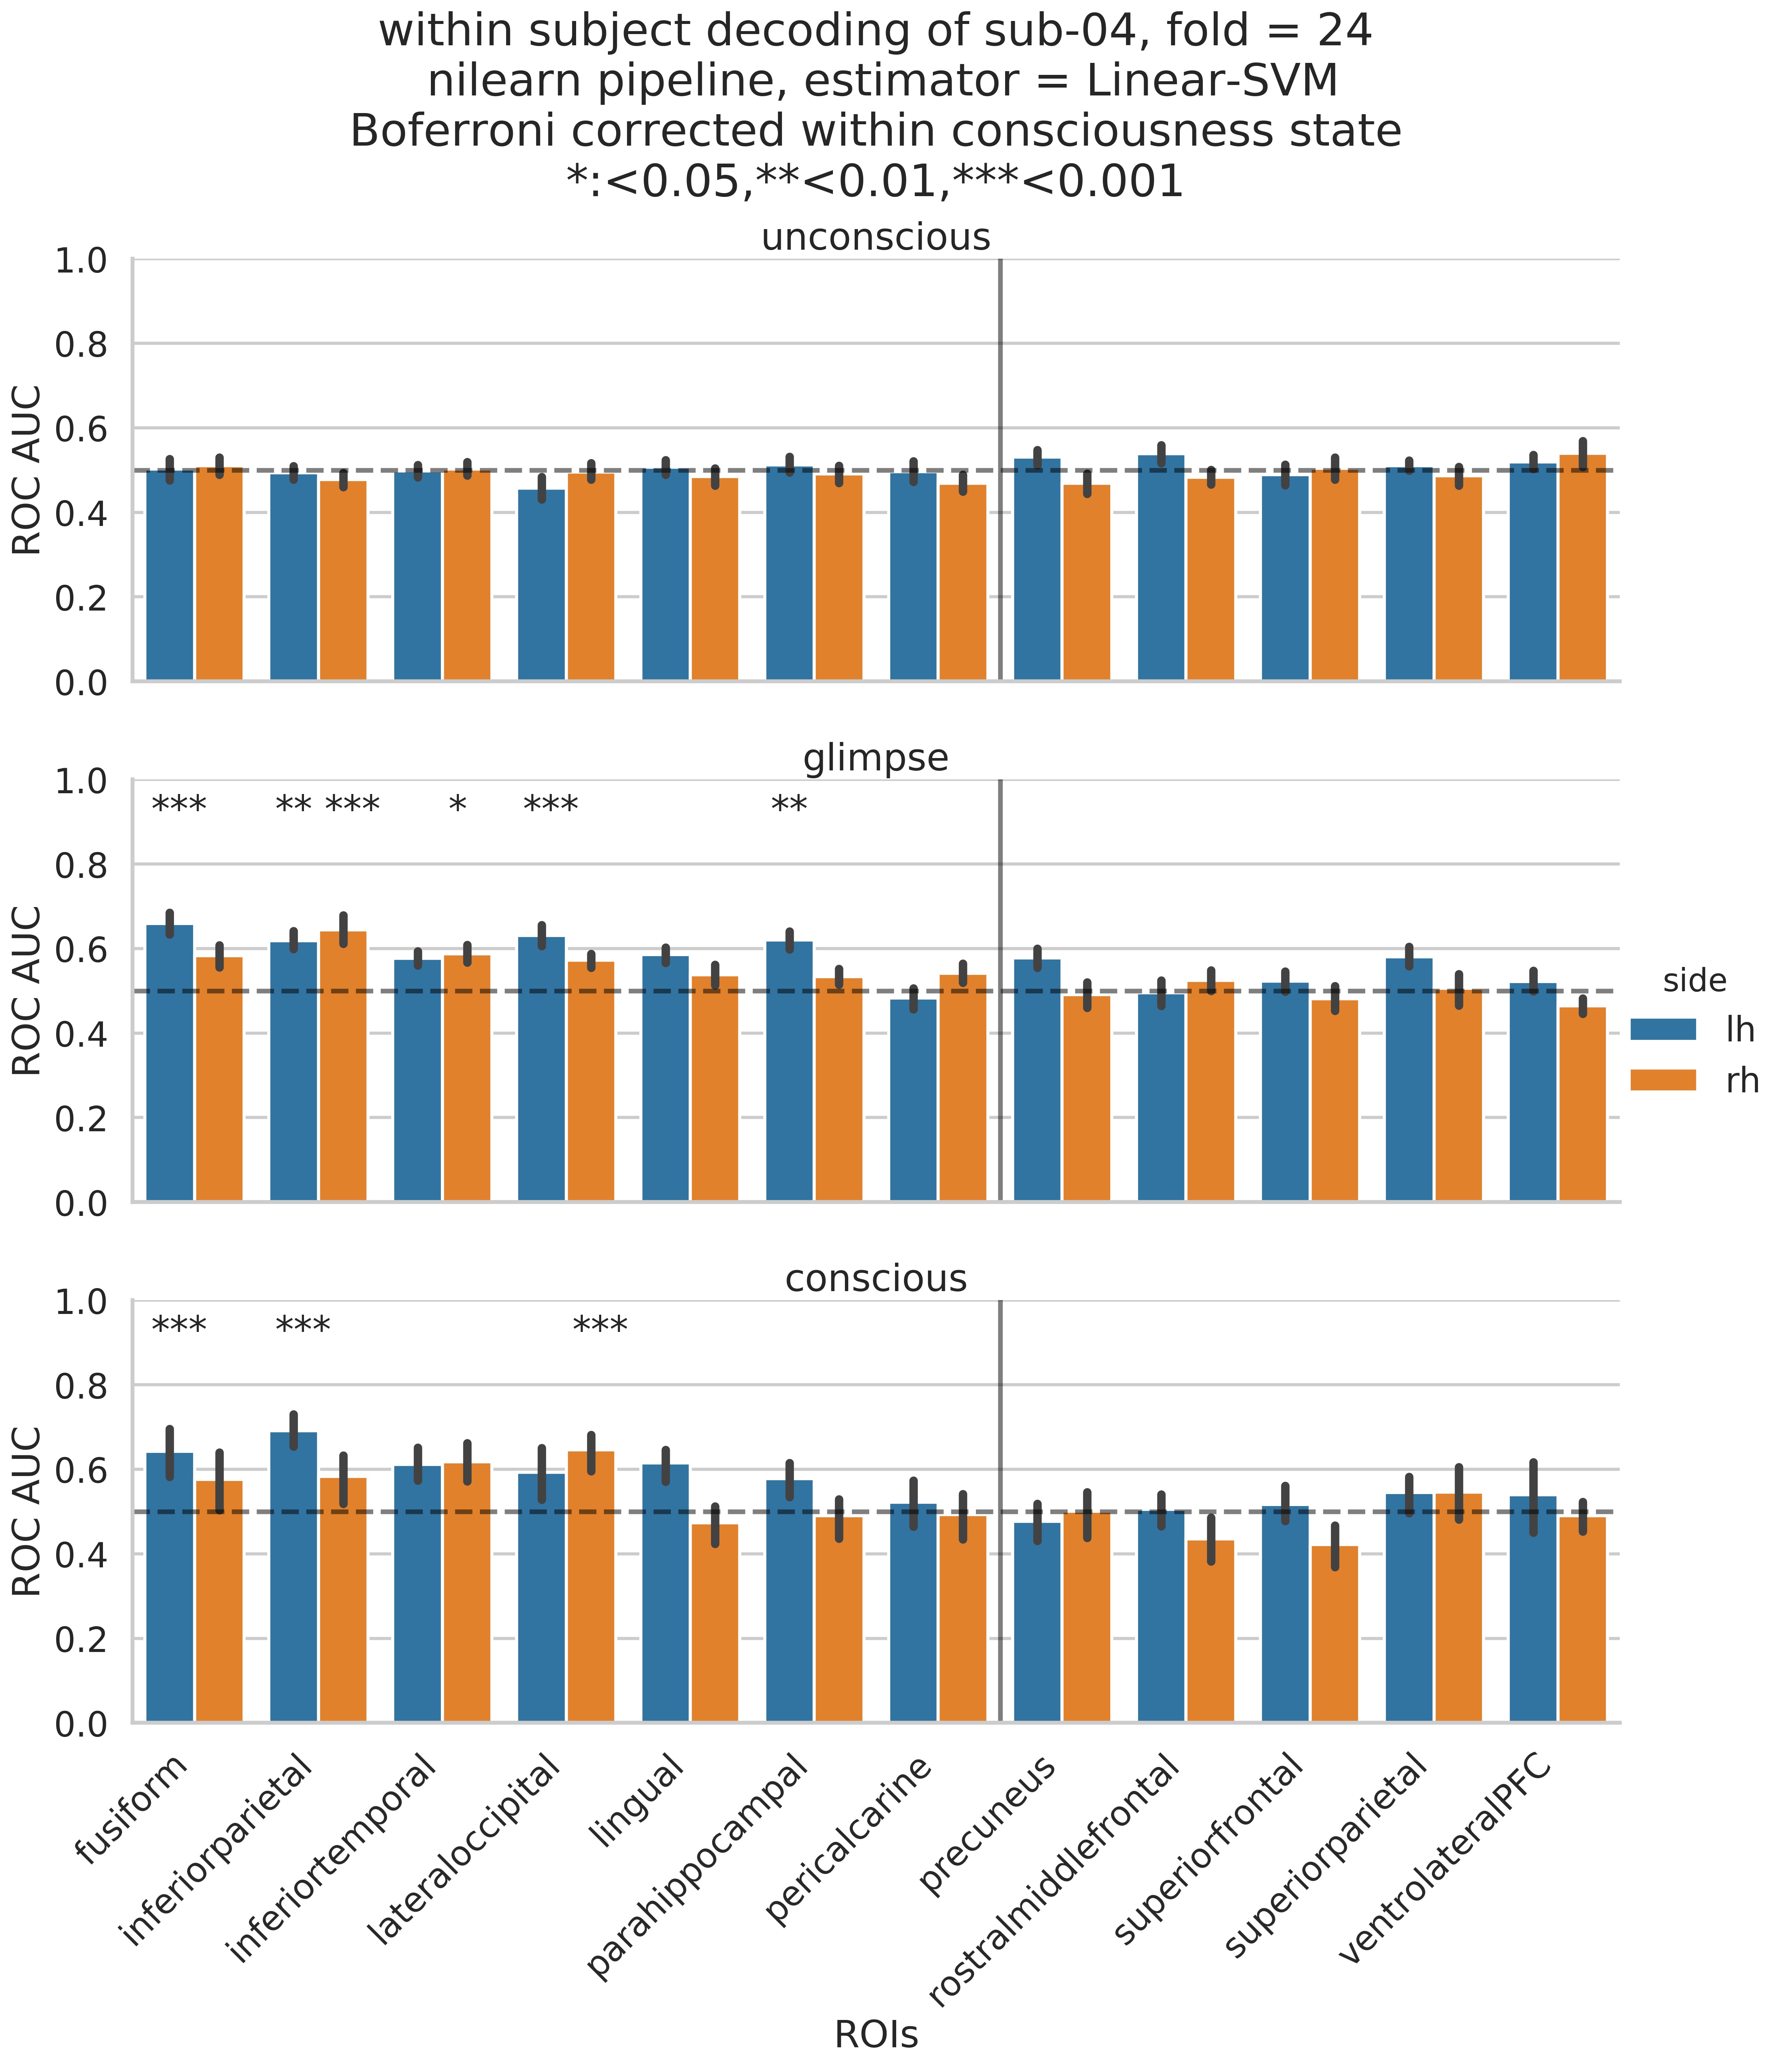 within subject decoding of sub-04, fold = 24
nilearn pipeline, estimator = Linear-SVM
Boferroni corrected within consciousness state
*:<0.05,**<0.01,***<0.001
unconscious
1.0
0.8
0.6
0.4
0.2
0.0
ROC AUC
glimpse
1.0
*** ** *** * *** **
0.8
0.6
0.4
0.2
0.0
ROC AUC
side
lh
rh
conscious
1.0
*** *** ***
0.8
0.6
0.4
0.2
0.0
ROC AUC
fusiform
inferiorparietal
inferiortemporal
lateraloccipital
lingual
parahippocampal
pericalcarine
precuneus
rostralmiddlefrontal
superiorfrontal
superiorparietal
ventrolateralPFC
ROIs